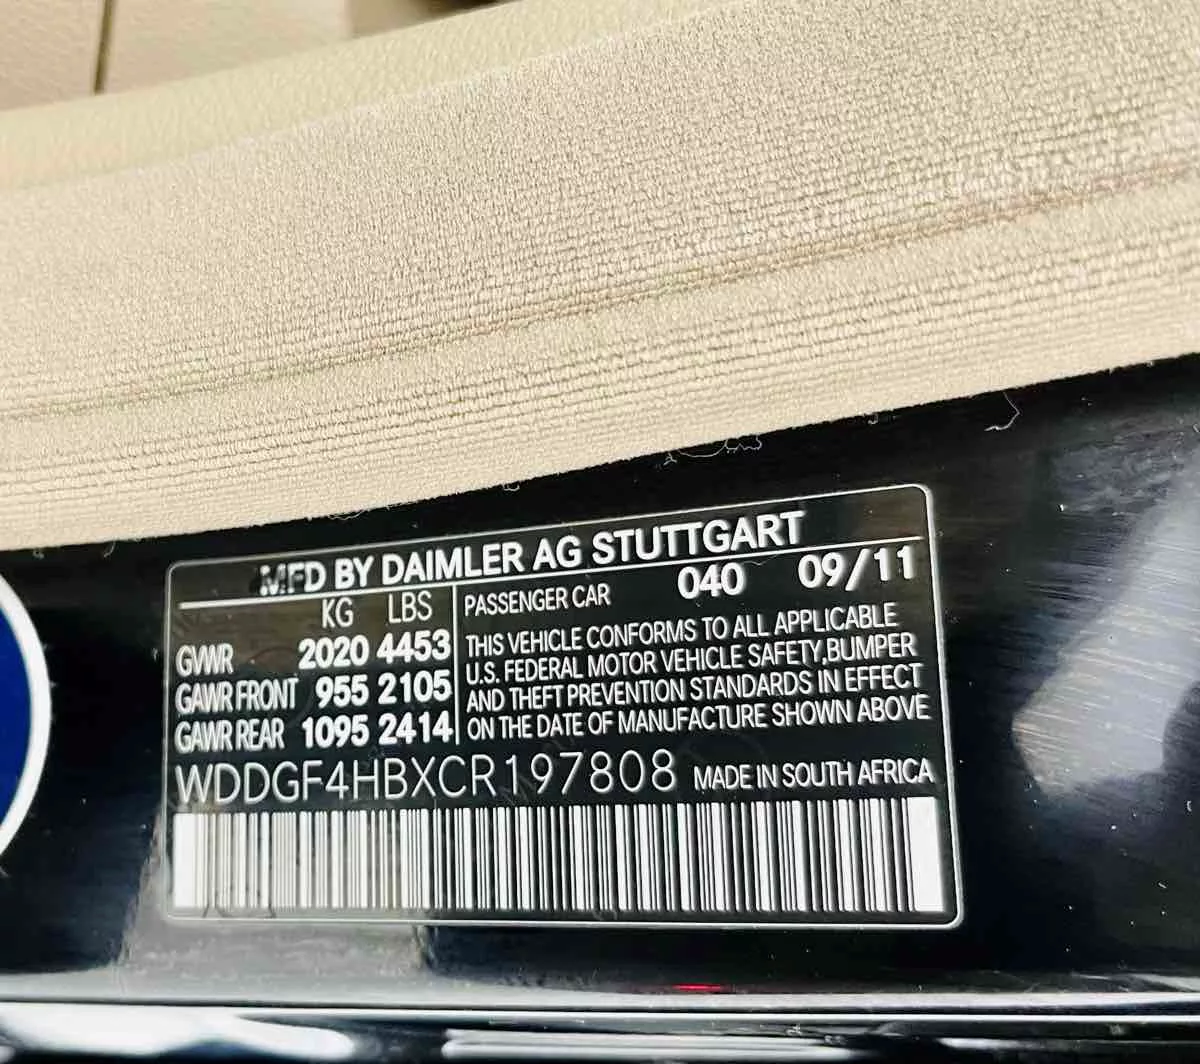 MFD BY DAIMLER AG STUTTGART
KG LBS
GVWR 2020 4453
GAWR FRONT 955 2105
GAWR REAR 1095 2414
PASSENGER CAR 040 09/11
THIS VEHICLE CONFORMS TO ALL APPLICABLE
U.S. FEDERAL MOTOR VEHICLE SAFETY,BUMPER
AND THEFT PREVENTION STANDARDS IN EFFECT
ON THE DATE OF MANUFACTURE SHOWN ABOVE
WDDGF4HBXCR197808 MADE IN SOUTH AFRICA